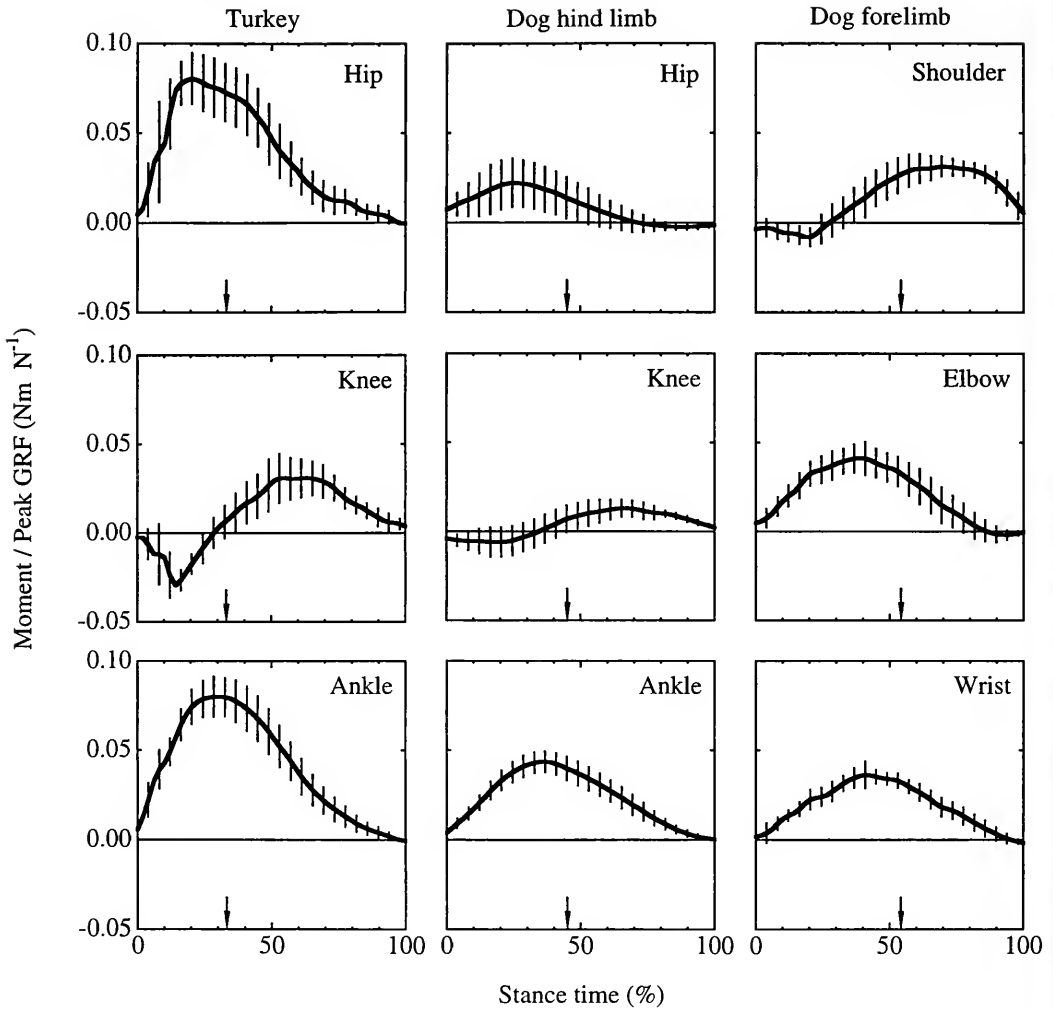 Turkey
Dog hind limb
Dog forelimb
Moment / Peak GRF (Nm N-1)
0.10
0.05
0.00
-0.05
Hip
Hip
Shoulder
0.10
0.05
0.00
-0.05
Knee
Knee
Elbow
0.10
0.05
0.00
-0.05
Ankle
Ankle
Wrist
0 50 100 0 50 100 0 50 100
Stance time (%)